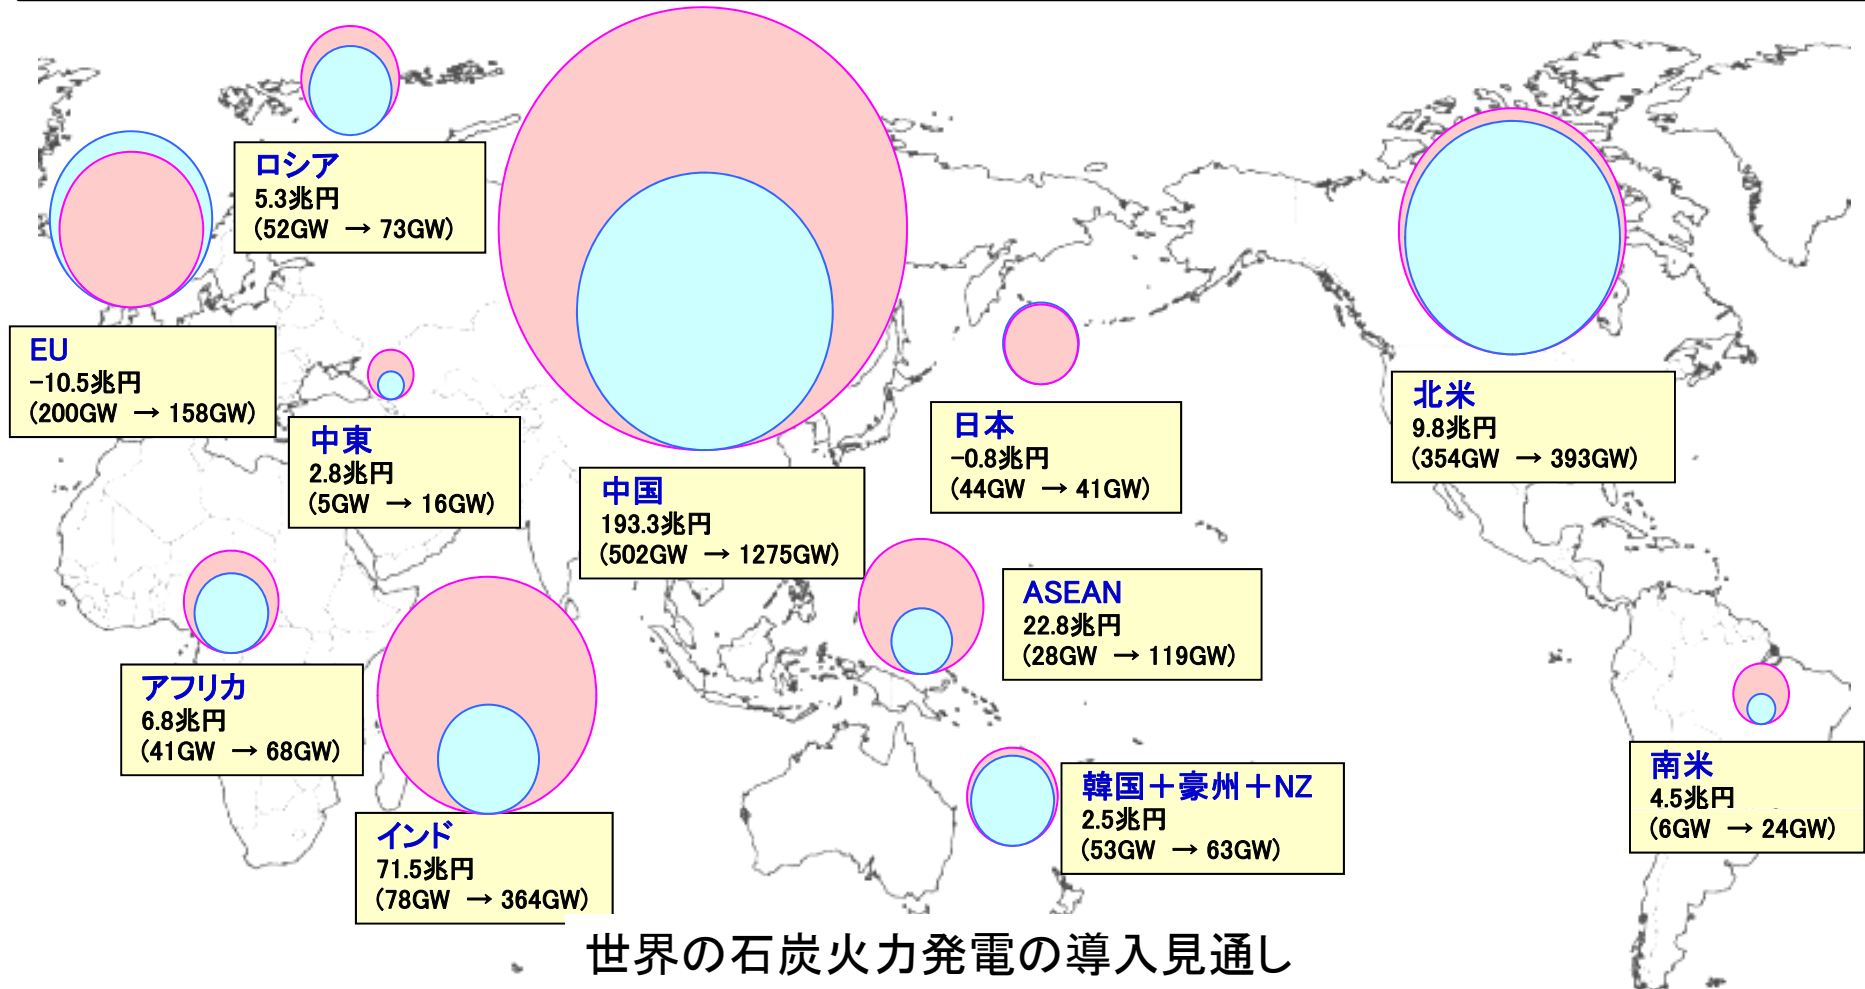 ロシア
5.3兆円
(52GW → 73GW)
EU
-10.5兆円
(200GW → 158GW)
中東
2.8兆円
(5GW → 16GW)
中国
193.3兆円
(502GW → 1275GW)
日本
-0.8兆円
(44GW → 41GW)
北米
9.8兆円
(354GW → 393GW)
アフリカ
6.8兆円
(41GW → 68GW)
インド
71.5兆円
(78GW → 364GW)
ASEAN
22.8兆円
(28GW → 119GW)
韓国＋豪州＋NZ
2.5兆円
(53GW → 63GW)
南米
4.5兆円
(6GW → 24GW)
世界の石炭火力発電の導入見通し